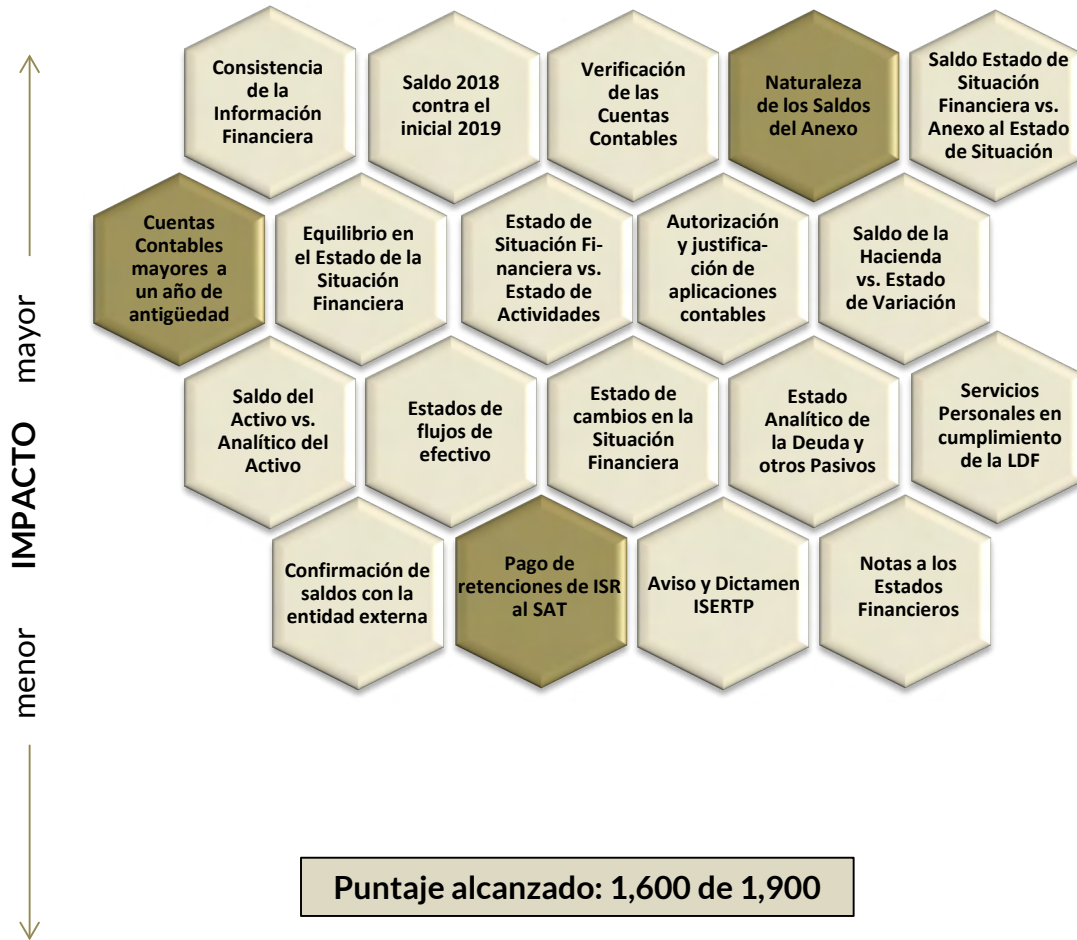 Consistencia
de la
Información
Financiera
Saldo 2018
contra el
inicial 2019
Verificación
de las
Cuentas
Contables
Naturaleza
de los Saldos
del Anexo
Saldo Estado de
Situación
Financiera vs.
Anexo al Estado
de Situación
Cuentas
Contables
mayores a
un año de
antigüedad
Equilibrio en
el Estado de la
Situación
Financiera
Estado de
Situación Fi-
nanciera vs.
Estado de
Actividades
Autorización
y justifica-
ción de
aplicaciones
contables
Saldo de la
Hacienda
vs. Estado
de Variación
Saldo del
Activo vs.
Analítico del
Activo
Estados de
flujos de
efectivo
Estado de
cambios en la
Situación
Financiera
Estado
Analítico de
la Deuda y
otros Pasivos
Servicios
Personales en
cumplimiento
de la LDF
Confirmación de
saldos con la
entidad externa
Pago de
retenciones de ISR
al SAT
Aviso y Dictamen
ISERTP
Notas a los
Estados
Financieros
menor IMPACTO mayor
Puntaje alcanzado: 1,600 de 1,900